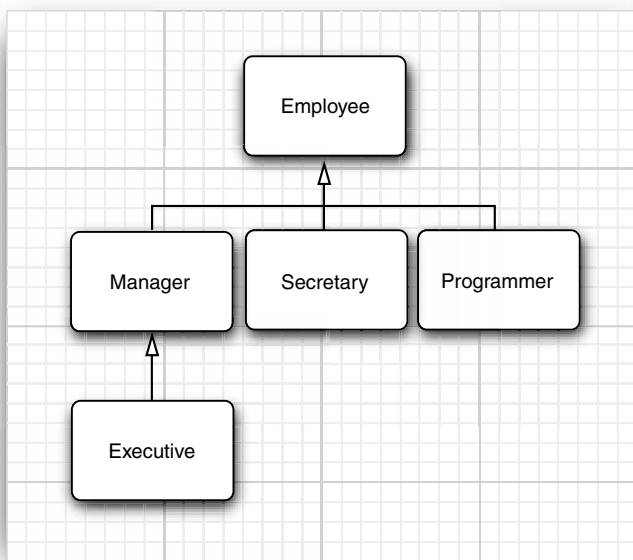 Employee
Manager
Secretary
Programmer
Executive